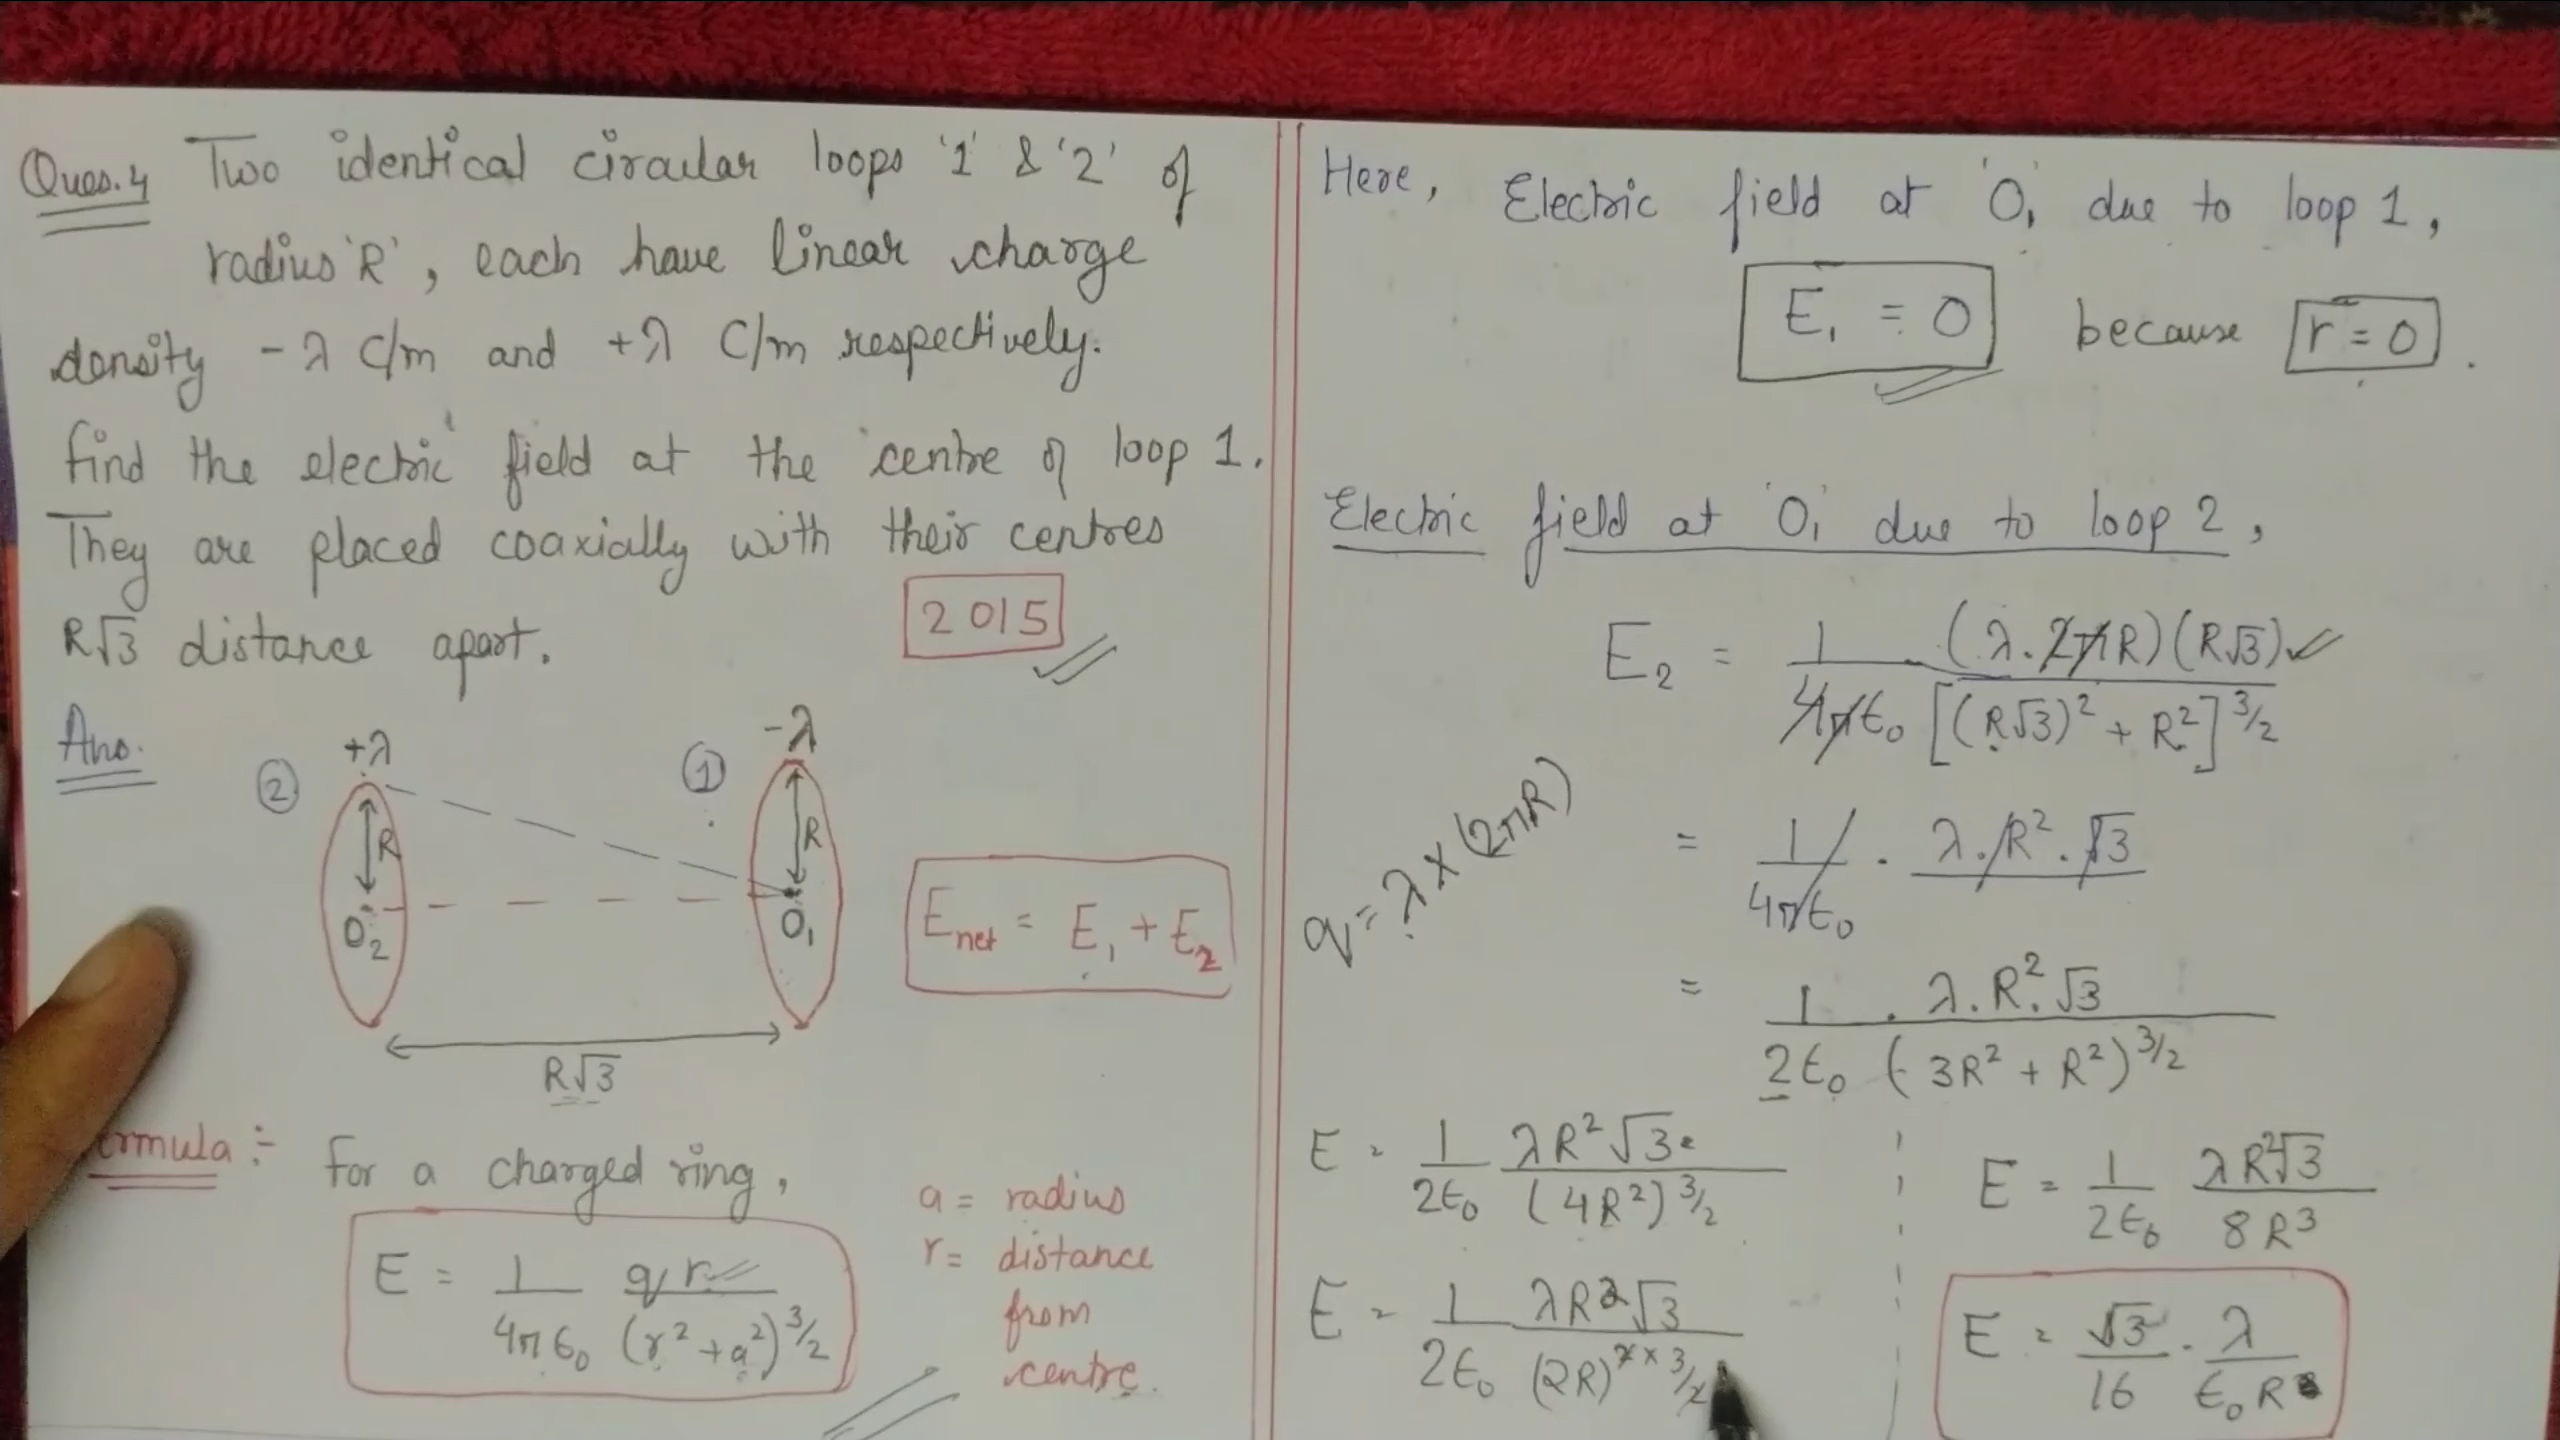 Ques.4 Two identical circular loops '1' & '2' of
radius 'R', each have linear charge
density -λ C/m and +λ C/m respectively.
find the electric field at the centre of loop 1.
They are placed coaxially with their centres
R√3 distance apart.
2015
Ans.
+λ
-λ
②
①
R
R
O₂
O₁
R√3
E_net = E₁ + E₂
ormula :-
for a charged ring,
E = 1/4πϵ₀ qr/(r² + a²)^3/2
a = radius
r = distance
from
centre.
Here, Electric field at 'O₁' due to loop 1,
E₁ = 0 because r = 0.
Electric field at 'O₁' due to loop 2,
E₂ = 1/4πϵ₀ (λ.2πR)(R√3)/[(R√3)² + R²]^3/2
q = λ x (2πR)
= 1/4πϵ₀ . λ.R².√3
= 1/2ϵ₀ . λ.R².√3/(3R² + R²)^3/2
E = 1/2ϵ₀ λR²√3/(4R²)^3/2
E = 1/2ϵ₀ λR²√3/(2R)^2x3/2
E = 1/2ϵ₀ λR²√3/8R³
E = √3/16 . λ/ϵ₀R